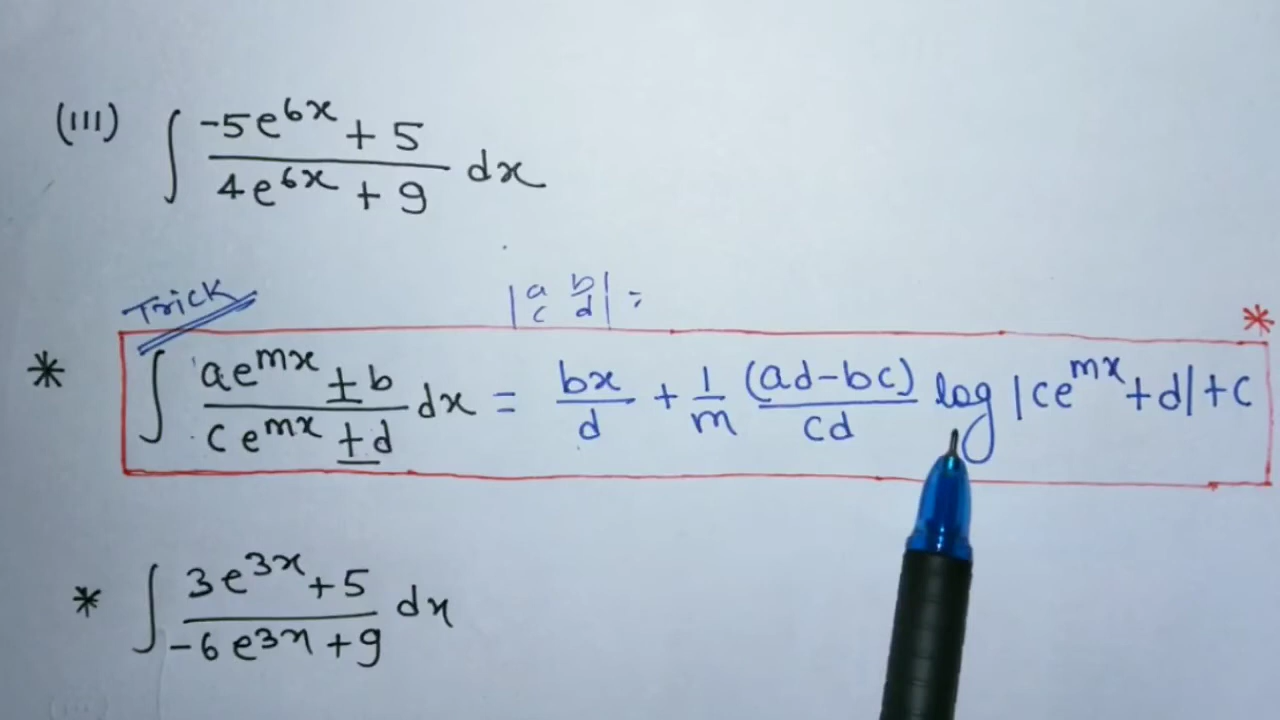 (III) ∫ -5e^{6x} + 5 / 4e^{6x} + 9 dx
Trick
|a b| =
|c d|
*
* ∫ ae^{mx} ± b / ce^{mx} ± d dx = bx/d + 1/m (ad-bc)/cd log |ce^{mx} + d| + c
* ∫ 3e^{3x} + 5 / -6e^{3x} + 9 dx